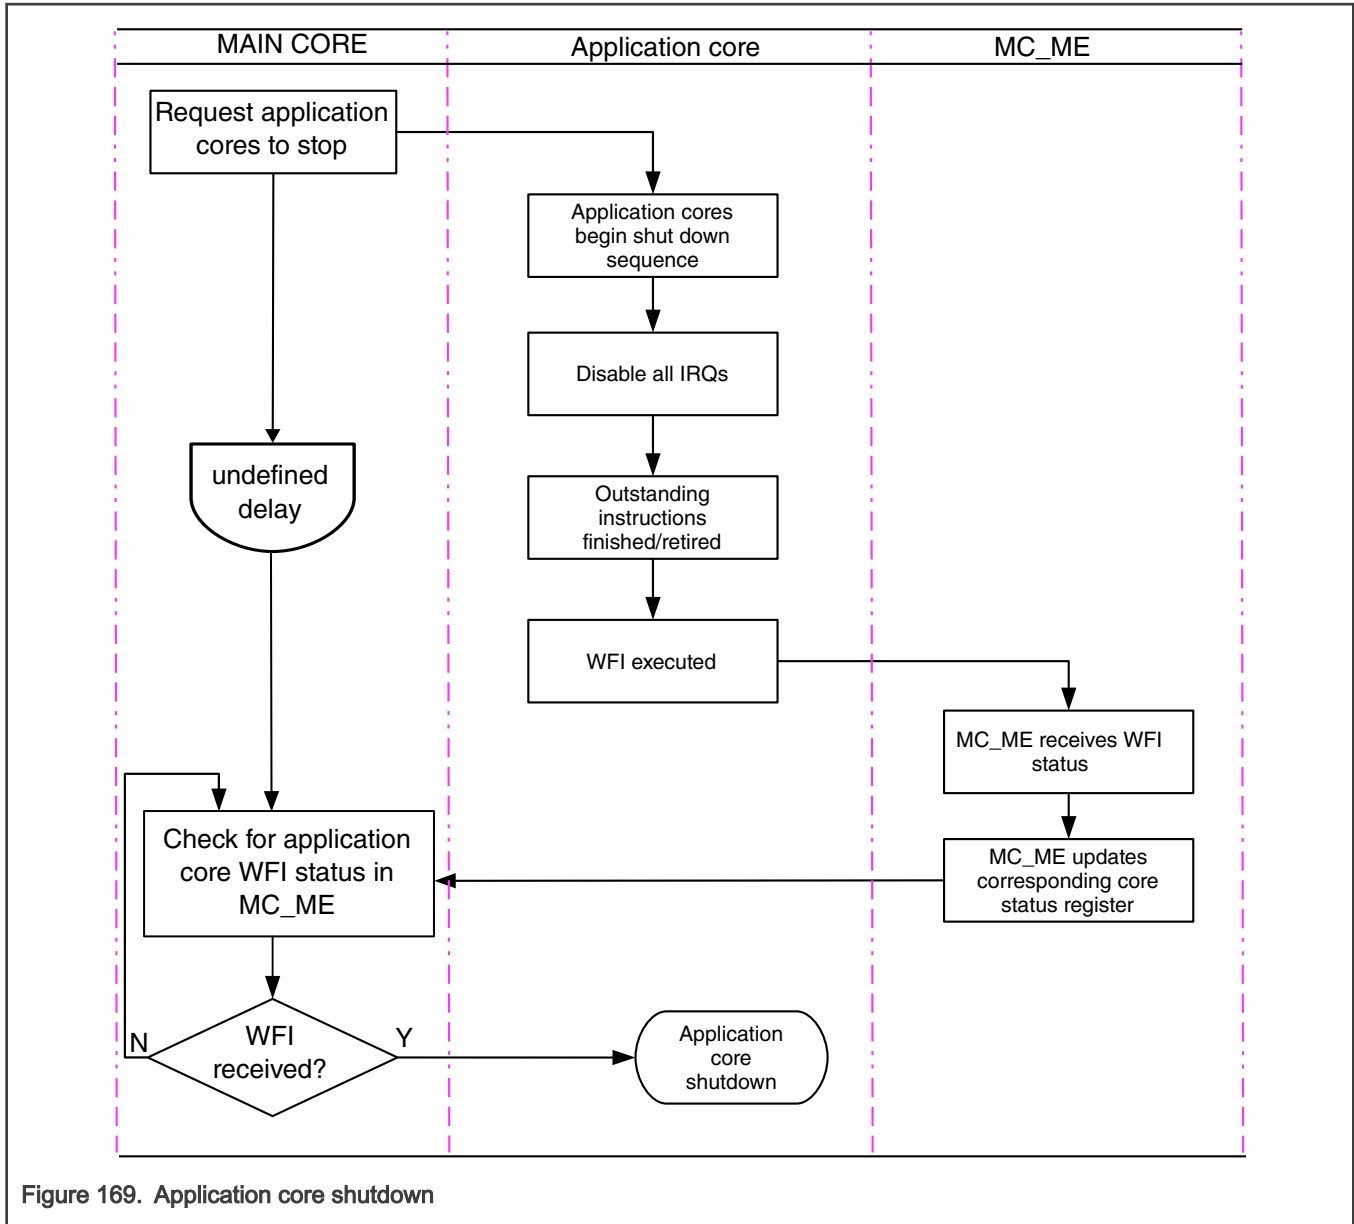 MAIN CORE
Application core
MC_ME
Request application
cores to stop
Application cores
begin shut down
sequence
Disable all IRQs
undefined
delay
Outstanding
instructions
finished/retired
WFI executed
MC_ME receives WFI
status
Check for application
core WFI status in
MC_ME
MC_ME updates
corresponding core
status register
N
WFI
received?
Y
Application
core
shutdown
Figure 169. Application core shutdown